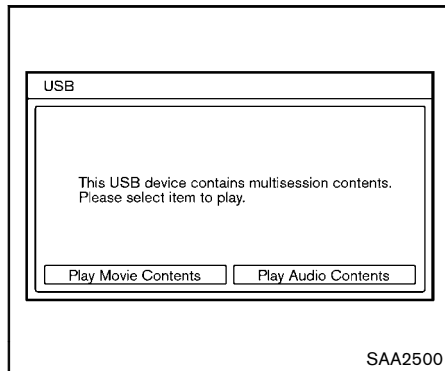 USB
This USB device contains multisession contents.
Please select item to play.
Play Movie Contents
Play Audio Contents
SAA2500